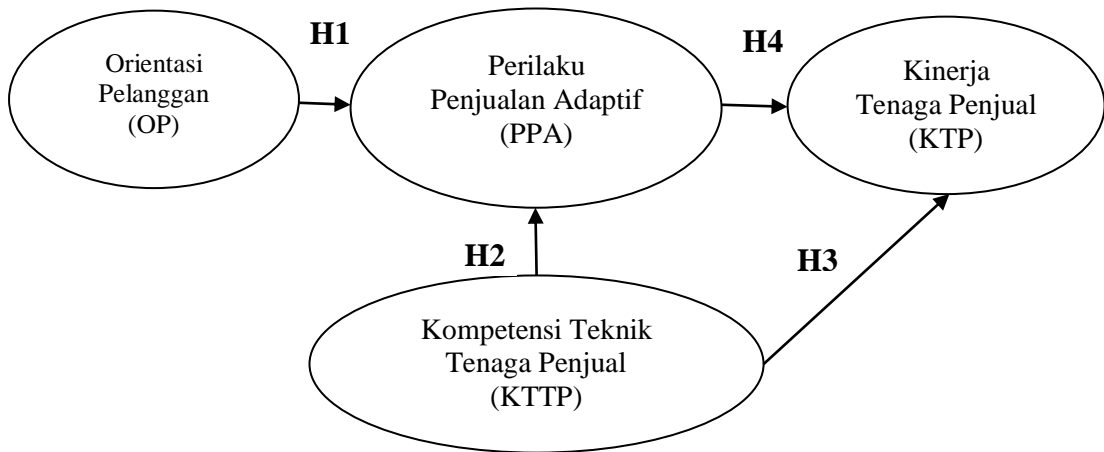 H1
H4
Orientasi
Pelanggan
(OP)
Perilaku
Penjualan Adaptif
(PPA)
Kinerja
Tenaga Penjual
(KTP)
H2
H3
Kompetensi Teknik
Tenaga Penjual
(KTTP)